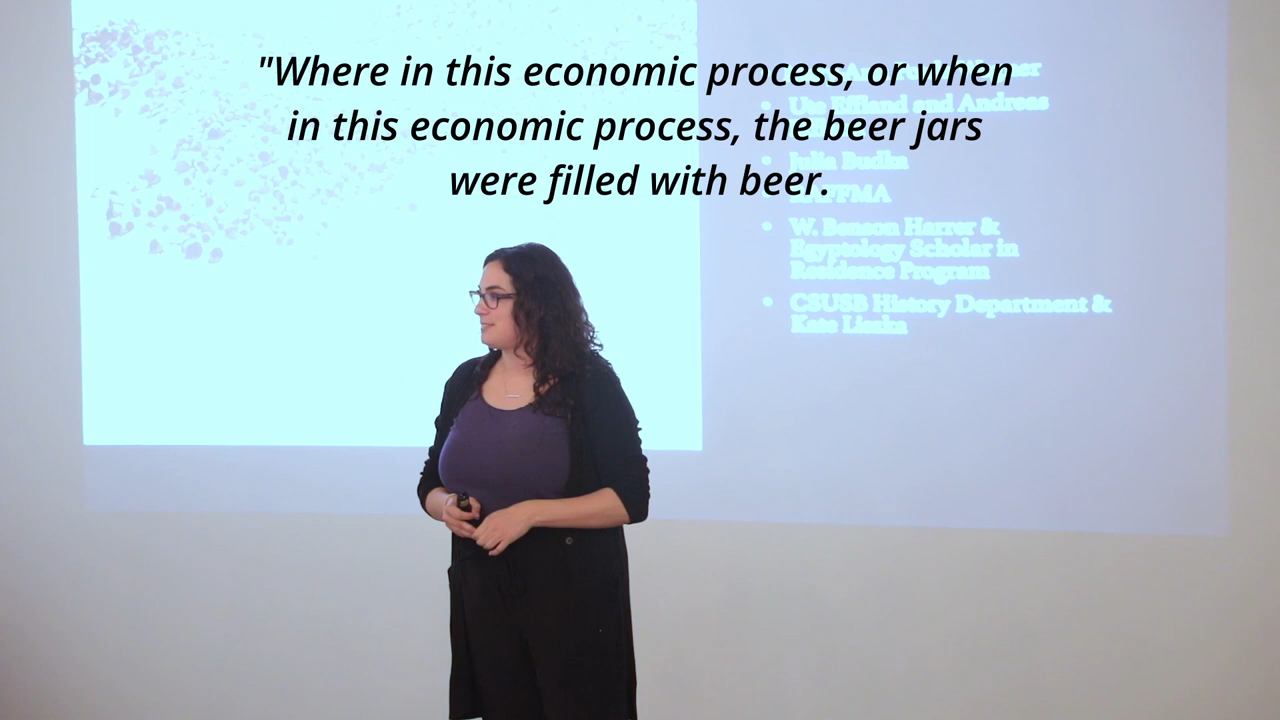 "Where in this economic process, or when
in this economic process, the beer jars
were filled with beer.
Ute Effland and Andreas
Julia Budka
W. Benson Harrer &
Egyptology Scholar in
Residence Program
CSUSB History Department &
Kate Liszka